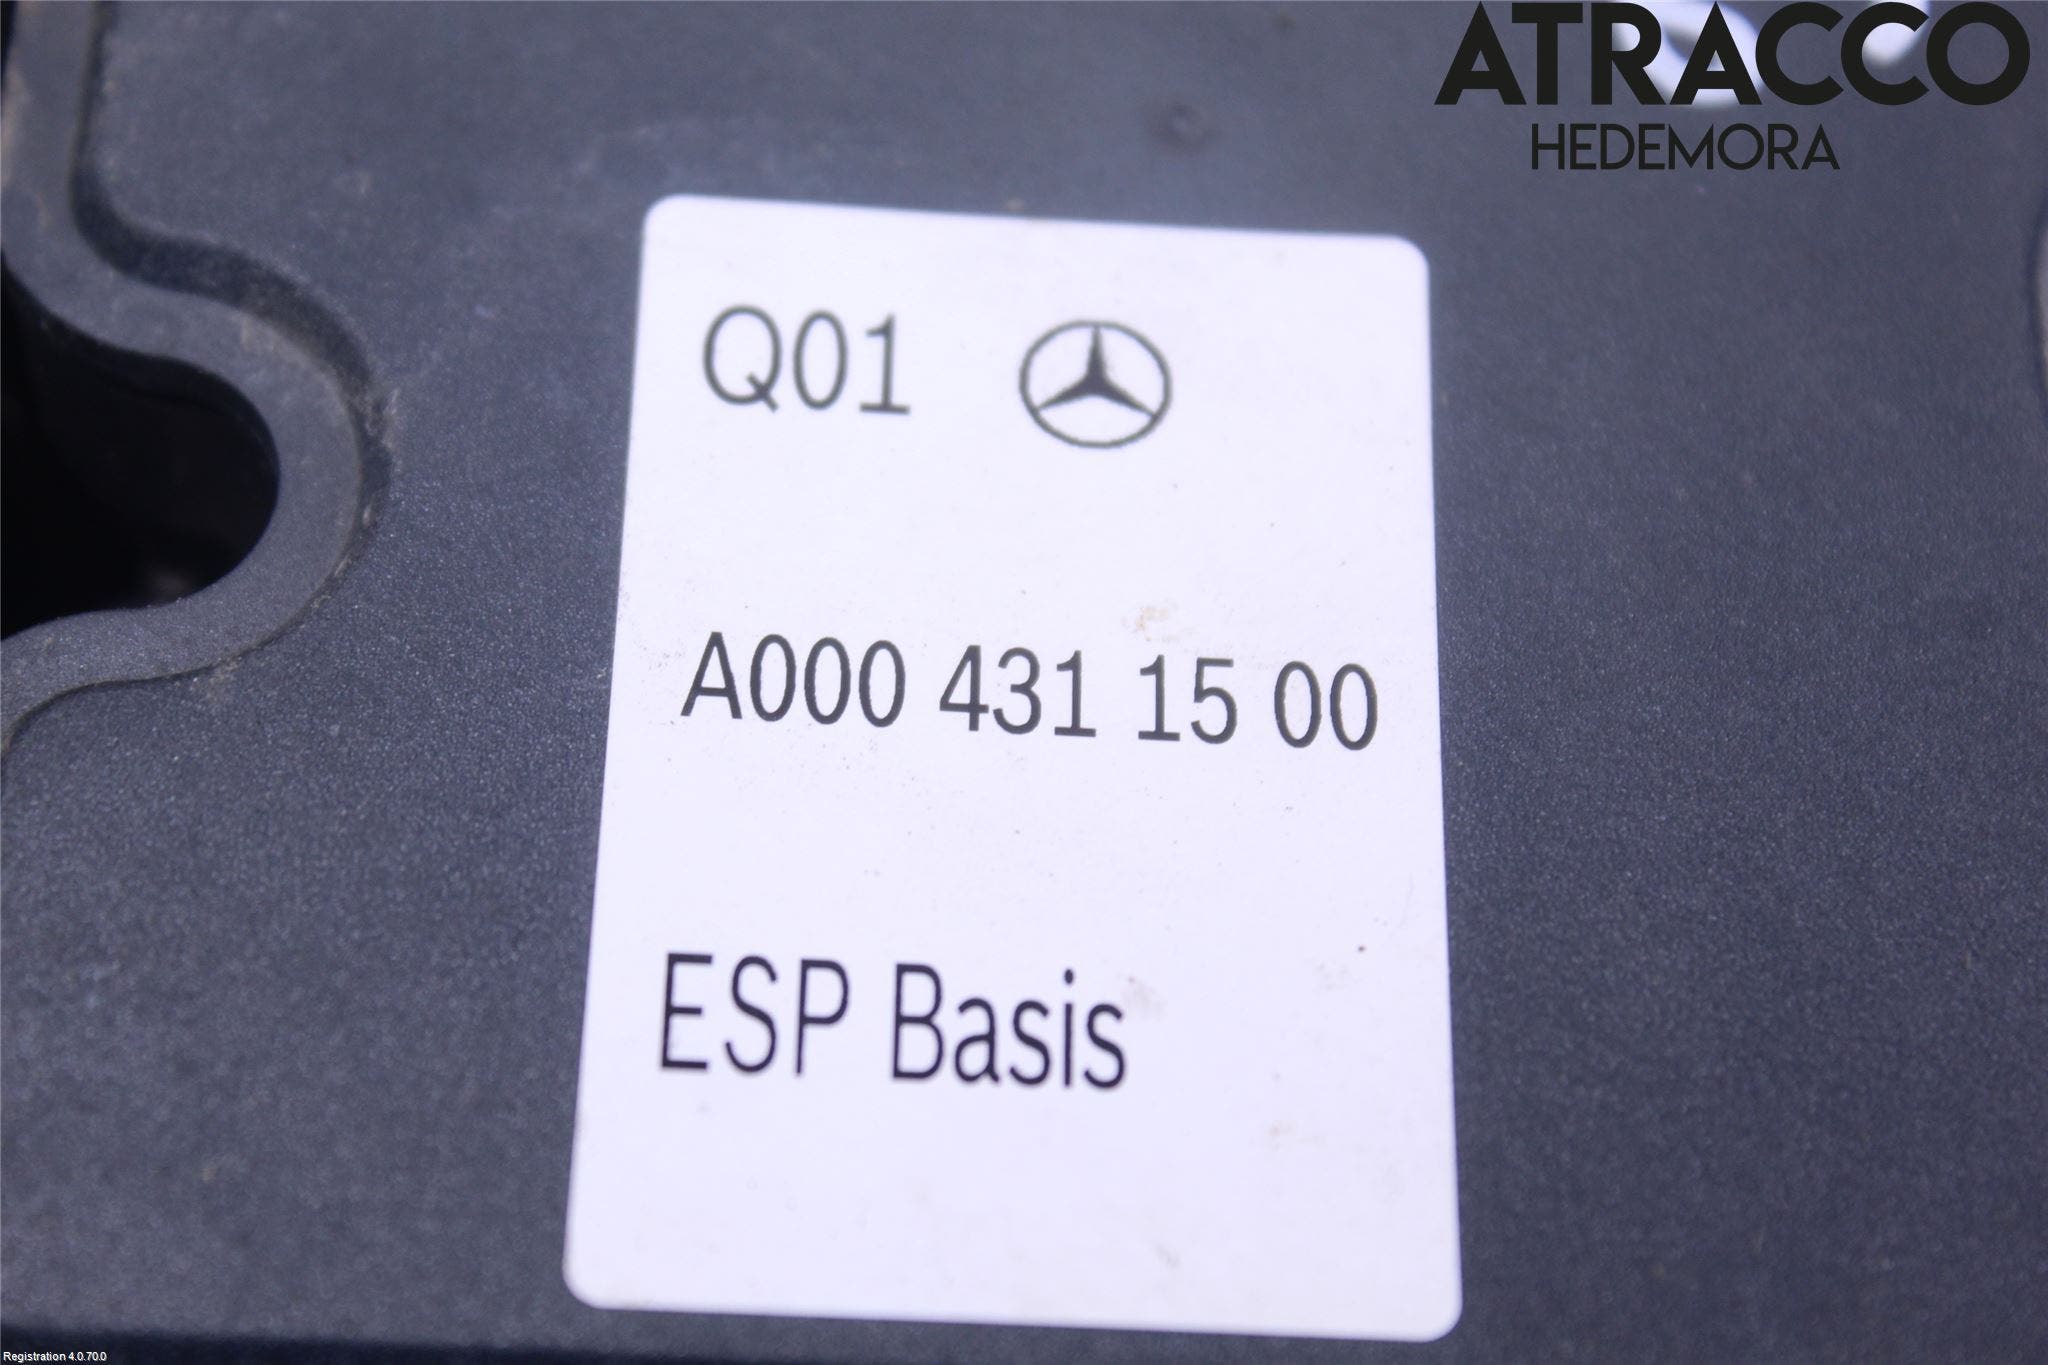 ATRACCO
HEDEMORA
Q01
A000 431 15 00
ESP Basis
Registration 4.0.70.0